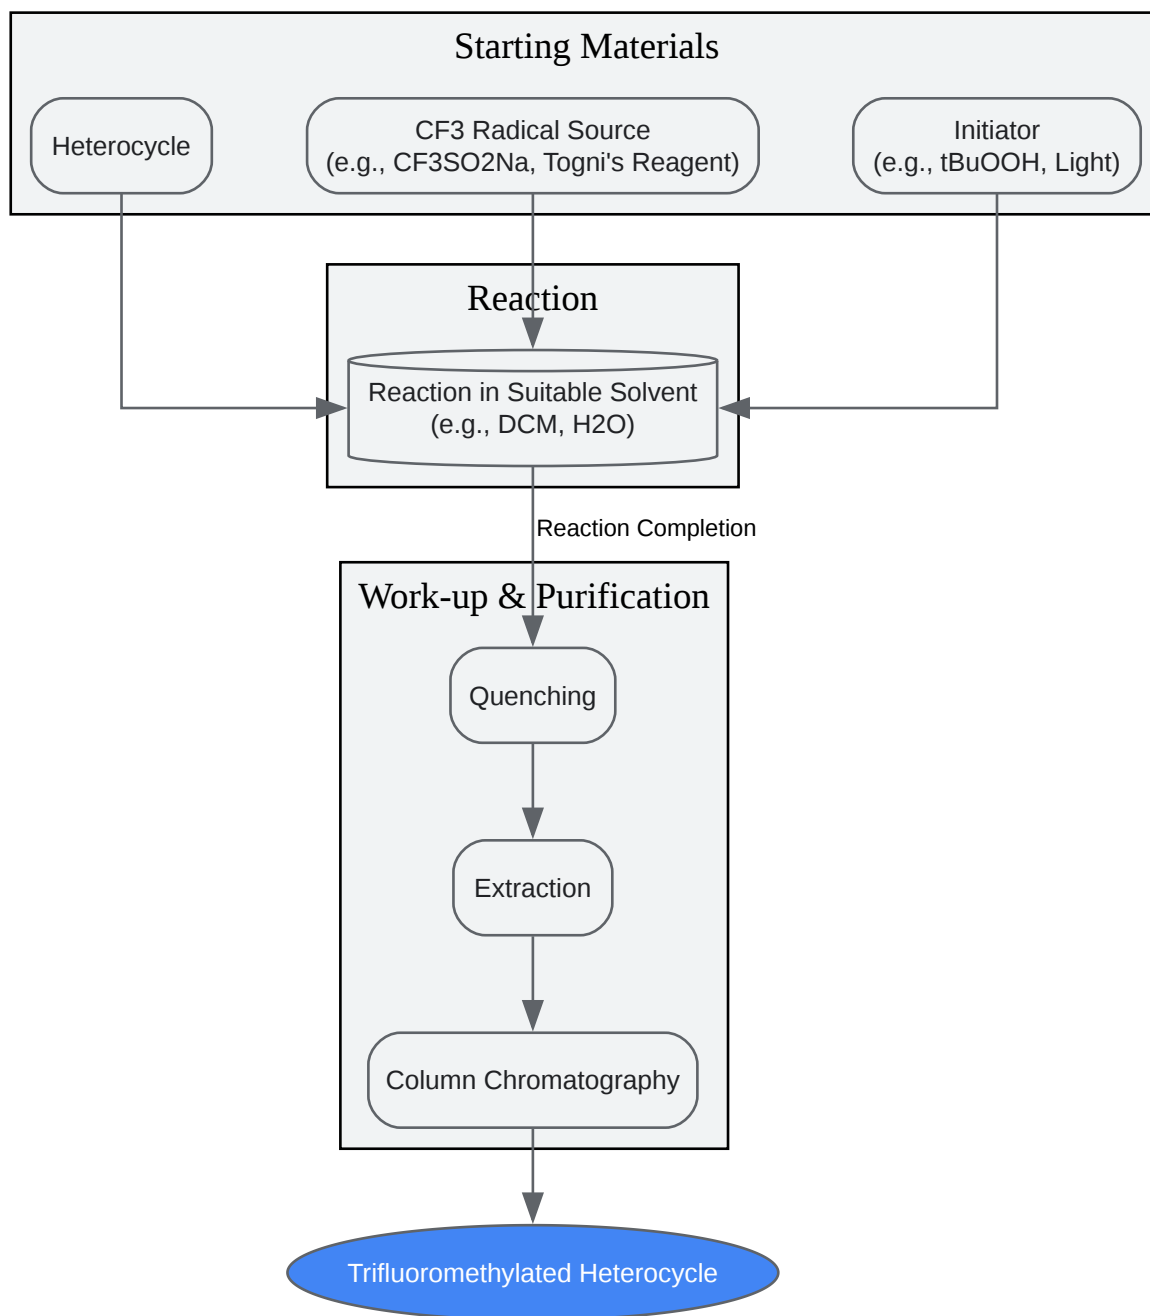 Starting Materials
Heterocycle
CF3 Radical Source
(e.g., CF3SO2Na, Togni's Reagent)
Initiator
(e.g., tBuOOH, Light)
Reaction
Reaction in Suitable Solvent
(e.g., DCM, H2O)
Reaction Completion
Work-up & Purification
Quenching
Extraction
Column Chromatography
Trifluoromethylated Heterocycle